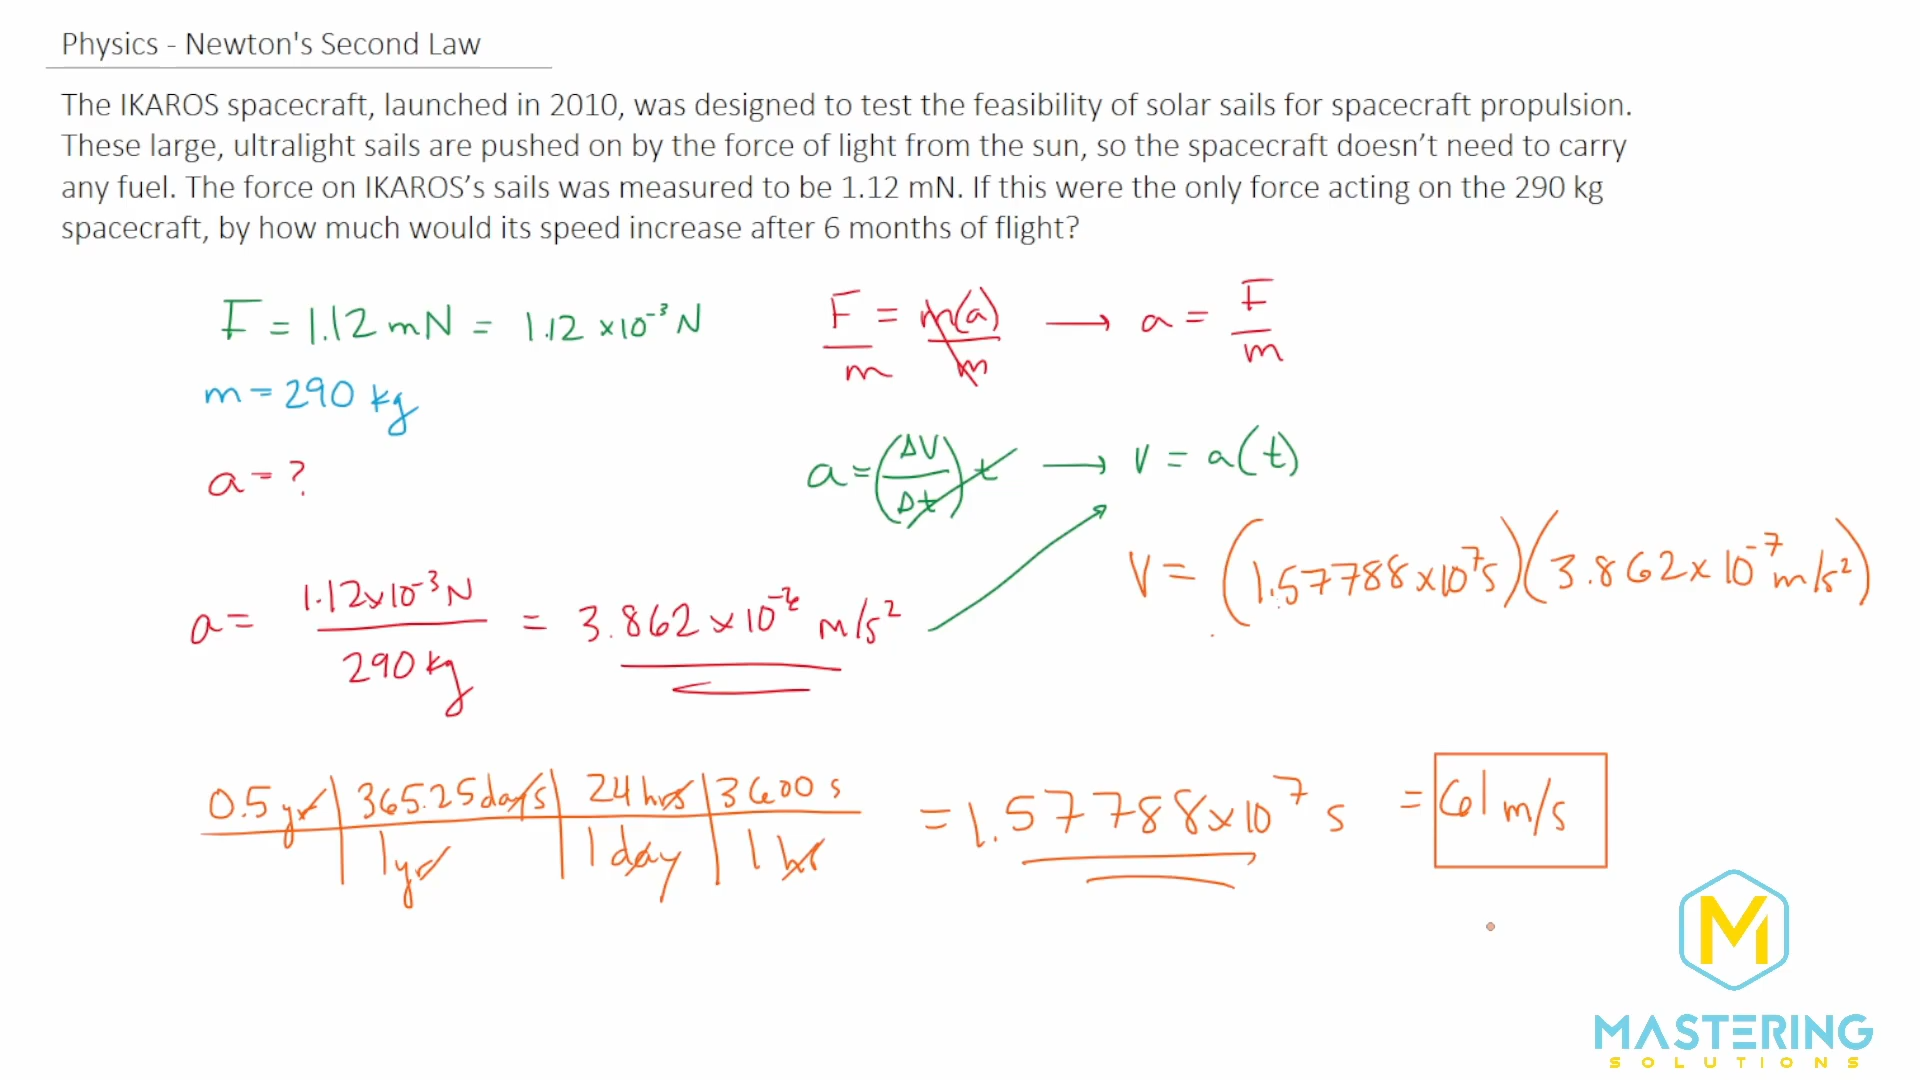 Physics - Newton's Second Law
The IKAROS spacecraft, launched in 2010, was designed to test the feasibility of solar sails for spacecraft propulsion.
These large, ultralight sails are pushed on by the force of light from the sun, so the spacecraft doesn’t need to carry
any fuel. The force on IKAROS’s sails was measured to be 1.12 mN. If this were the only force acting on the 290 kg
spacecraft, by how much would its speed increase after 6 months of flight?
F = 1.12 mN = 1.12 ×10⁻³ N
F/m = m(a)/m → a = F/m
m = 290 kg
a = ?
a = (ΔV/Δt) t → V = a(t)
V = (1.57788×10⁷s)(3.862×10⁻⁷ m/s²)
a = 1.12×10⁻³N / 290 kg = 3.862 × 10⁻⁶ m/s²
0.5 yr | 365.25 days | 24 hrs | 3600 s
1 yr | 1 day | 1 hr
= 1.57788×10⁷ s
= 61 m/s
M
MASTERING
SOLUTIONS